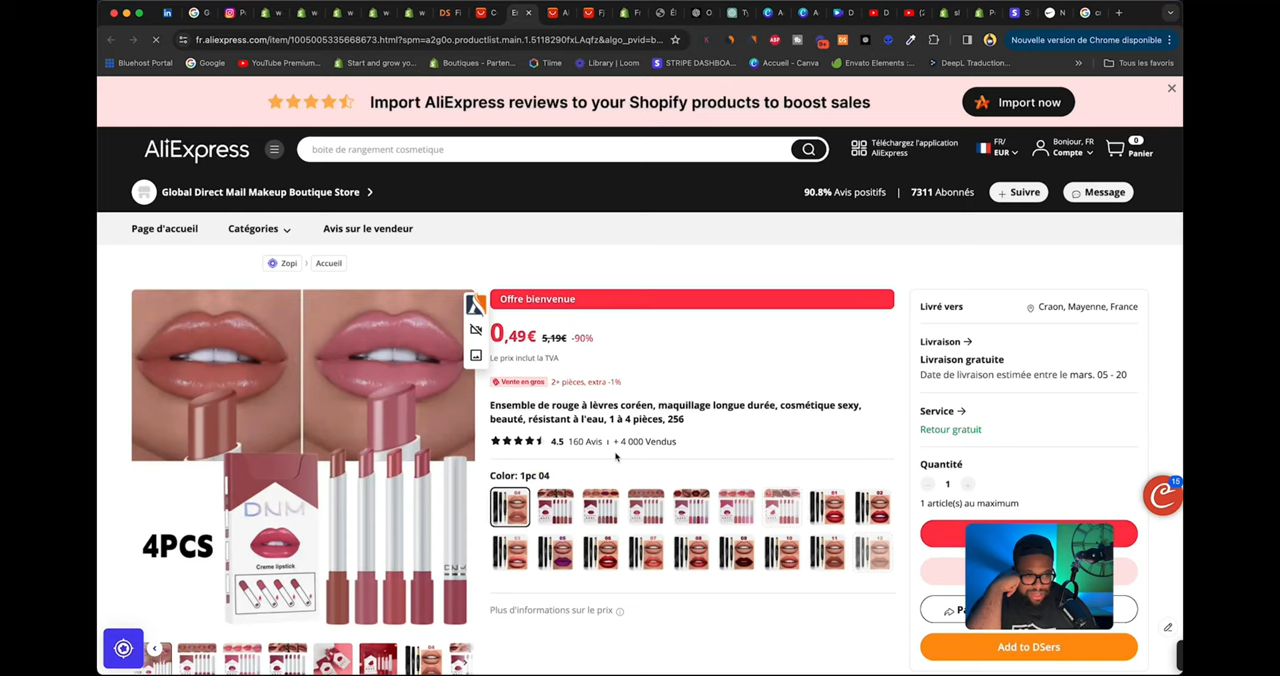 fr.aliexpress.com/item/1005005335668673.html?spm=a2g0o.productlist.main.1.5118290fxLAqfz&algo_pvid=b...
Nouvelle version de Chrome disponible
Bluehost Portal
Google
YouTube Premium...
Start and grow yo...
Boutiques - Parten...
Tiime
Library | Loom
STRIPE DASHBOA...
Accueil - Canva
Envato Elements :...
DeepL Traduction...
Tous les favoris
Import AliExpress reviews to your Shopify products to boost sales
Import now
AliExpress
boite de rangement cosmetique
Téléchargez l'application
AliExpress
FR/
EUR
Bonjour, FR
Compte
0
Panier
Global Direct Mail Makeup Boutique Store
90.8% Avis positifs | 7311 Abonnés
+ Suivre
Message
Page d'accueil
Catégories
Avis sur le vendeur
Zopi
Accueil
Offre bienvenue
0,49€ 5,19€ -90%
Le prix inclut la TVA
Vente en gros 2+ pièces, extra -1%
Ensemble de rouge à lèvres coréen, maquillage longue durée, cosmétique sexy,
beauté, résistant à l'eau, 1 à 4 pièces, 256
4.5 160 Avis + 4 000 Vendus
Color: 1pc 04
Plus d'informations sur le prix
DNM
Creme lipstick
4PCS
Livré vers
Craon, Mayenne, France
Livraison
Livraison gratuite
Date de livraison estimée entre le mars. 05 - 20
Service
Retour gratuit
Quantité
1
1 article(s) au maximum
15
Add to DSers